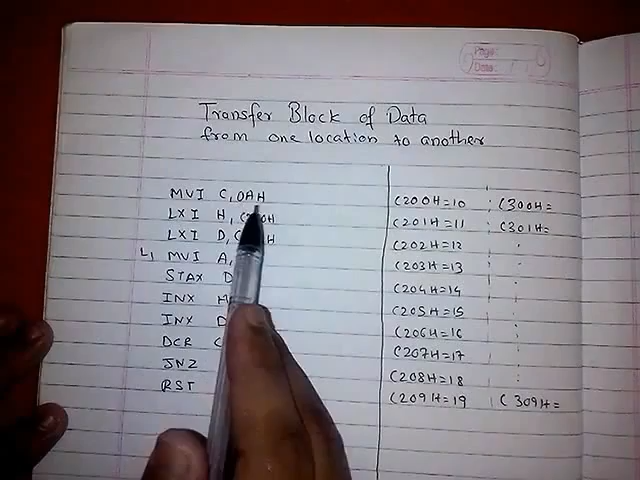 Page:
Date: / /
Transfer Block of Data
from one location to another
MVI C, 0AH
LXI H, C200H
LXI D, C H
L1 MVI A,
STAX D
INX H
INX D
DCR C
JNZ
RST
C200H=10 ; C300H=
C201H=11 C301H=
C202H=12
C203H=13
C204H=14
C205H=15
C206H=16
C207H=17
C208H=18
C209H=19 ; C309H=